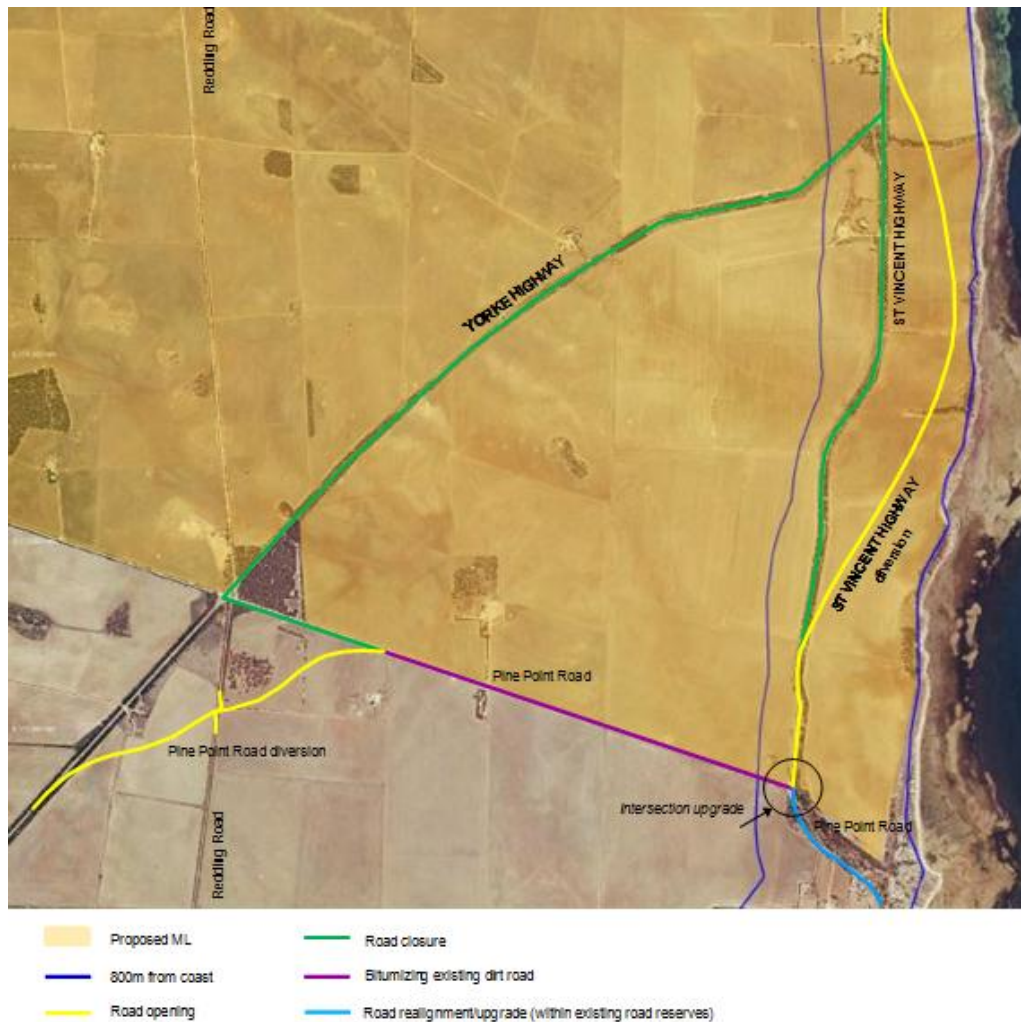 Redding Road
YORKE HIGHWAY
ST VINCENT HIGHWAY
ST VINCENT HIGHWAY
diversion
Pine Point Road
Pine Point Road diversion
Intersection upgrade
Pine Point Road
Redding Road
Proposed ML
Road closure
800m from coast
Bitumizing existing dirt road
Road opening
Road realignment/upgrade (within existing road reserves)